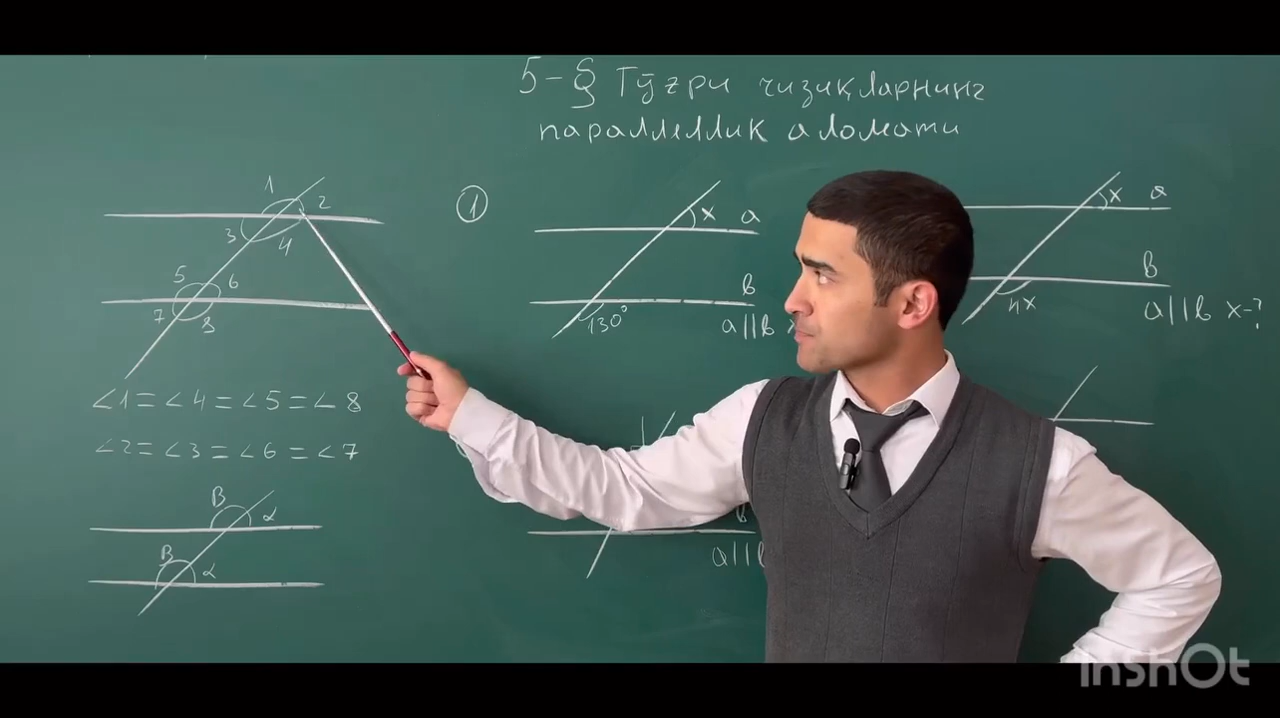 5-§ Тўғри чизиқларнинг
параллеллик аломати
1 2
3 4
5 6
7 8
∠1=∠4=∠5=∠8
∠2=∠3=∠6=∠7
B α
B α
①
x a
B
130°
a||b
x a
B
4x
a||b x-?
B
a||b
InShOt